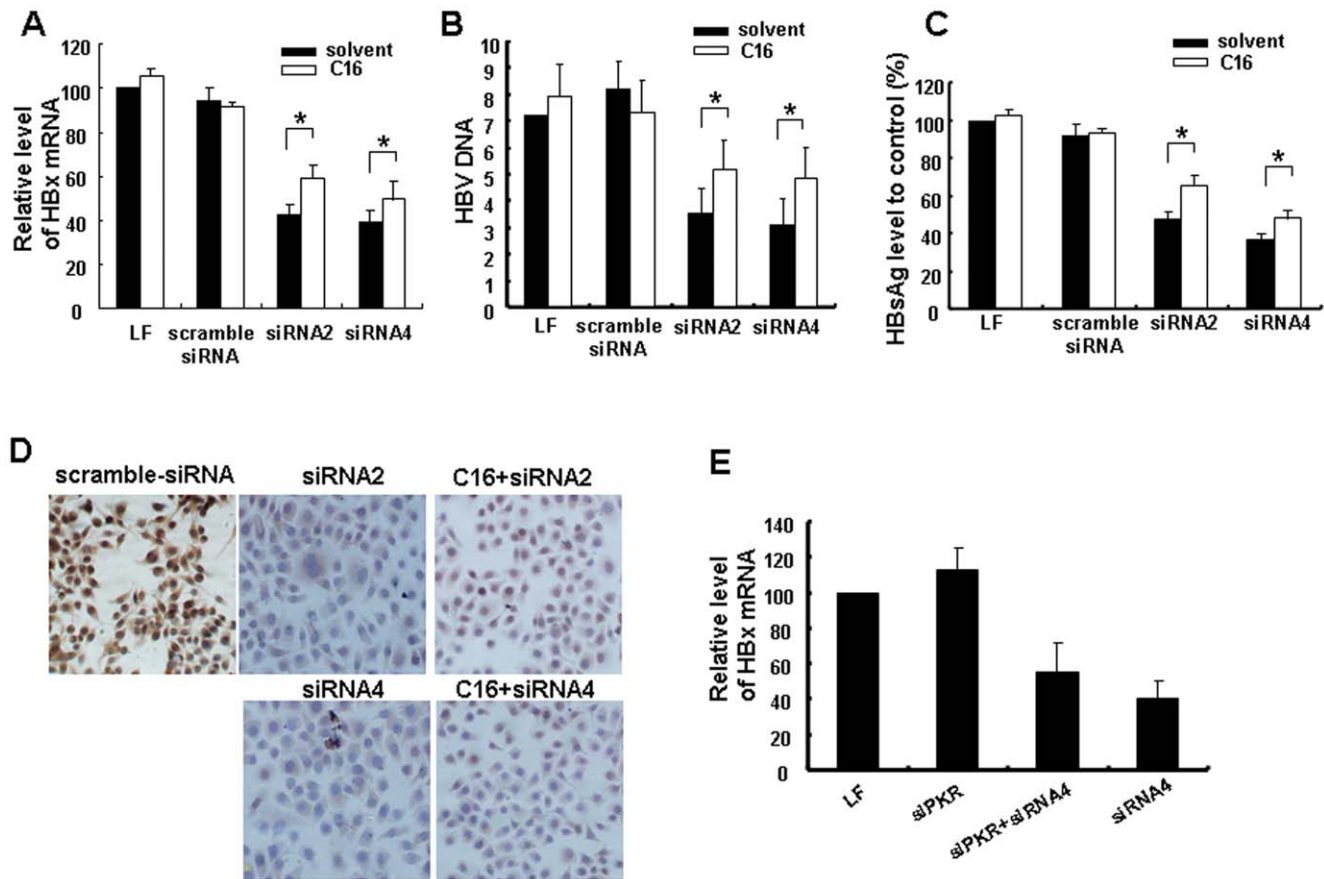 A
Relative level
of HBx mRNA
120
100
80
60
40
20
0
solvent
C16
*
*
LF
scramble
siRNA
siRNA2
siRNA4
B
HBV DNA
10
9
8
7
6
5
4
3
2
1
0
solvent
C16
*
*
LF
scramble
siRNA
siRNA2
siRNA4
C
HBsAg level to control (%)
120
100
80
60
40
20
0
solvent
C16
*
*
LF
scramble
siRNA
siRNA2
siRNA4
D
scramble-siRNA
siRNA2
C16+siRNA2
siRNA4
C16+siRNA4
E
Relative level
of HBx mRNA
140
120
100
80
60
40
20
0
LF
siPKR
siPKR+siRNA4
siRNA4